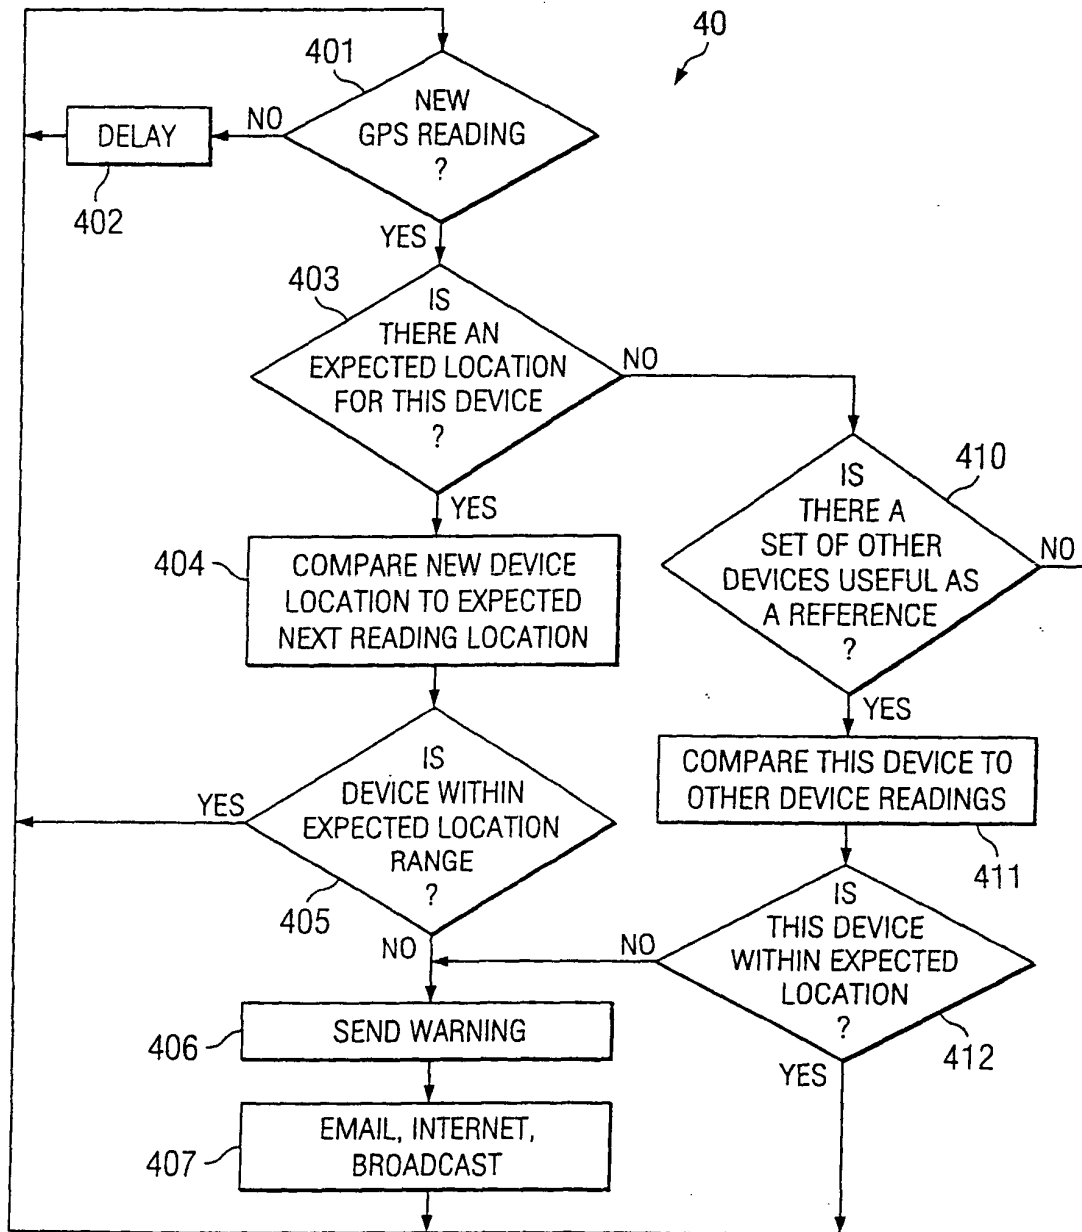 40
401
NEW
GPS READING
?
NO
DELAY
402
YES
403
IS
THERE AN
EXPECTED LOCATION
FOR THIS DEVICE
?
NO
YES
410
IS
THERE A
SET OF OTHER
DEVICES USEFUL AS
A REFERENCE
?
NO
YES
404
COMPARE NEW DEVICE
LOCATION TO EXPECTED
NEXT READING LOCATION
COMPARE THIS DEVICE TO
OTHER DEVICE READINGS
411
IS
DEVICE WITHIN
EXPECTED LOCATION
RANGE
?
YES
405
NO
IS
THIS DEVICE
WITHIN EXPECTED
LOCATION
?
NO
412
YES
406
SEND WARNING
407
EMAIL, INTERNET,
BROADCAST